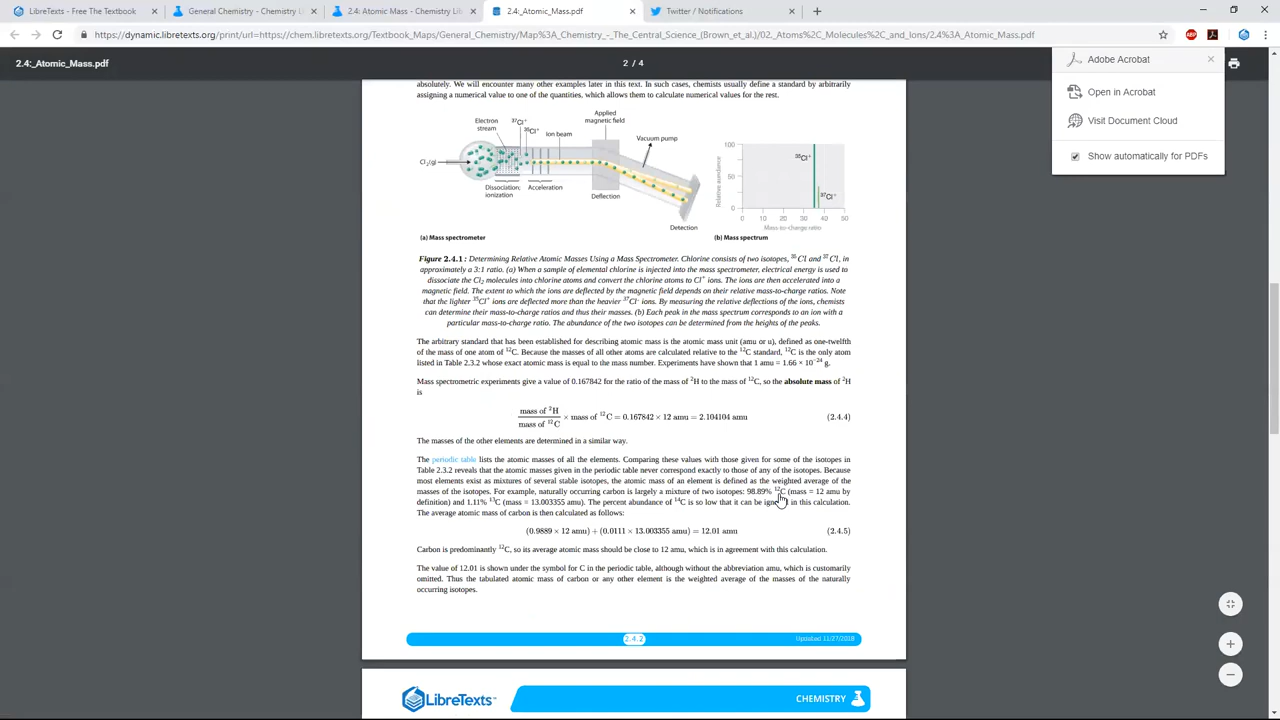 LibreTexts - Free The Textbook
General Chemistry - Chemistry Li
2.4: Atomic Mass - Chemistry Lib
2.4:_Atomic_Mass.pdf
Twitter / Notifications
https://dynamic.libretexts.org/print/url=https://chem.libretexts.org/Textbook_Maps/General_Chemistry/Map%3A_Chemistry_-_The_Central_Science_(Brown_et_al.)/02._Atoms%2C_Molecules%2C_and_Ions/2.4%3A_Atomic_Mass.pdf
2.4:_Atomic_Mass.pdf
2 / 4
Adobe Acrobat
Open in Acrobat
Visit Document Cloud
Show automatically for PDFs
absolutely. We will encounter many other examples later in this text. In such cases, chemists usually define a standard by arbitrarily
assigning a numerical value to one of the quantities, which allows them to calculate numerical values for the rest.
Electron stream
³⁷Cl⁺
³⁵Cl⁺
Ion beam
Applied magnetic field
Vacuum pump
Cl₂(g)
Dissociation; ionization
Acceleration
Deflection
Detection
(a) Mass spectrometer
Relative aundance
100
50
0
³⁵Cl⁺
³⁷Cl⁺
0 10 20 30 40 50
Mass-to-charge ratio
(b) Mass spectrum
Figure 2.4.1: Determining Relative Atomic Masses Using a Mass Spectrometer. Chlorine consists of two isotopes, ³⁵Cl and ³⁷Cl, in
approximately a 3:1 ratio. (a) When a sample of elemental chlorine is injected into the mass spectrometer, electrical energy is used to
dissociate the Cl₂ molecules into chlorine atoms and convert the chlorine atoms to Cl⁺ ions. The ions are then accelerated into a
magnetic field. The extent to which the ions are deflected by the magnetic field depends on their relative mass-to-charge ratios. Note
that the lighter ³⁵Cl⁺ ions are deflected more than the heavier ³⁷Cl⁺ ions. By measuring the relative deflections of the ions, chemists
can determine their mass-to-charge ratios and thus their masses. (b) Each peak in the mass spectrum corresponds to an ion with a
particular mass-to-charge ratio. The abundance of the two isotopes can be determined from the heights of the peaks.
The arbitrary standard that has been established for describing atomic mass is the atomic mass unit (amu or u), defined as one-twelfth
of the mass of one atom of ¹²C. Because the masses of all other atoms are calculated relative to the ¹²C standard, ¹²C is the only atom
listed in Table 2.3.2 whose exact atomic mass is equal to the mass number. Experiments have shown that 1 amu = 1.66 × 10⁻²⁴ g.
Mass spectrometric experiments give a value of 0.167842 for the ratio of the mass of ²H to the mass of ¹²C, so the absolute mass of ²H
is
mass of ²H / mass of ¹²C × mass of ¹²C = 0.167842 × 12 amu = 2.104104 amu (2.4.4)
The masses of the other elements are determined in a similar way.
The periodic table lists the atomic masses of all the elements. Comparing these values with those given for some of the isotopes in
Table 2.3.2 reveals that the atomic masses given in the periodic table never correspond exactly to those of any of the isotopes. Because
most elements exist as mixtures of several stable isotopes, the atomic mass of an element is defined as the weighted average of the
masses of the isotopes. For example, naturally occurring carbon is largely a mixture of two isotopes: 98.89% ¹²C (mass = 12 amu by
definition) and 1.11% ¹³C (mass = 13.003355 amu). The percent abundance of ¹⁴C is so low that it can be ignored in this calculation.
The average atomic mass of carbon is then calculated as follows:
(0.9889 × 12 amu) + (0.0111 × 13.003355 amu) = 12.01 amu (2.4.5)
Carbon is predominantly ¹²C, so its average atomic mass should be close to 12 amu, which is in agreement with this calculation.
The value of 12.01 is shown under the symbol for C in the periodic table, although without the abbreviation amu, which is customarily
omitted. Thus the tabulated atomic mass of carbon or any other element is the weighted average of the masses of the naturally
occurring isotopes.
2.4.2
Updated 11/27/2018
LibreTexts™
CHEMISTRY